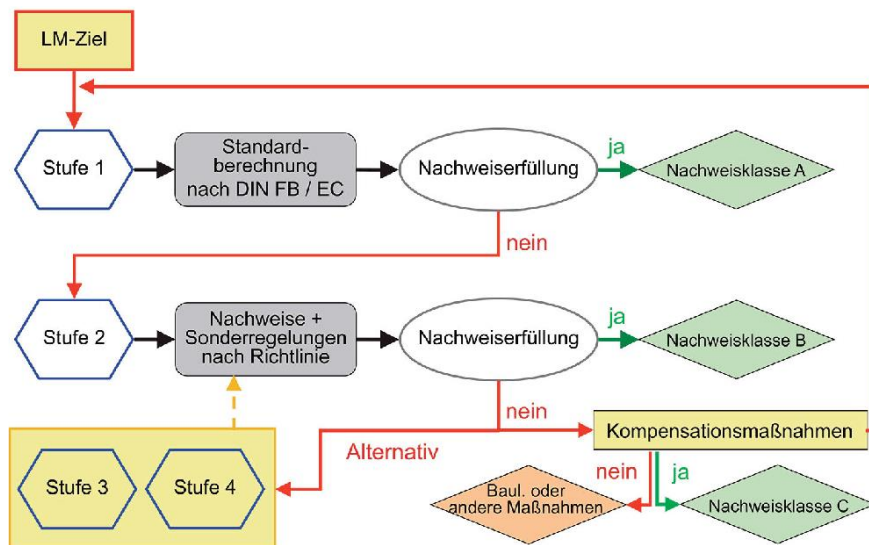 LM-Ziel
Stufe 1
Standard-
berechnung
nach DIN FB / EC
Nachweiserfüllung
ja
Nachweisklasse A
nein
Stufe 2
Nachweise +
Sonderregelungen
nach Richtlinie
Nachweiserfüllung
ja
Nachweisklasse B
nein
Alternativ
Kompensationsmaßnahmen
Stufe 3
Stufe 4
nein
ja
Baul. oder
andere Maßnahmen
Nachweisklasse C